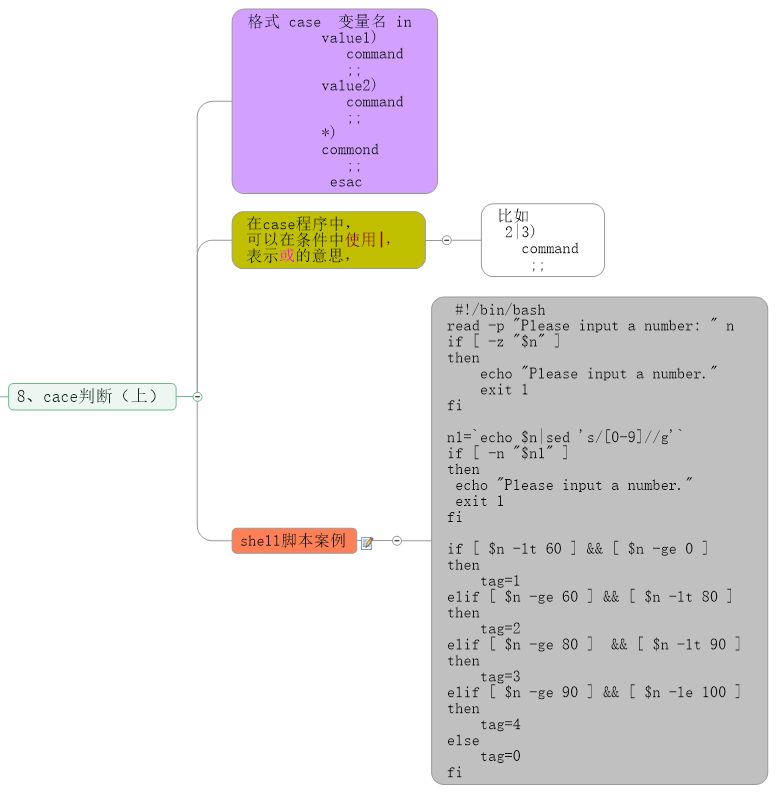 8、cace判断（上）
格式 case  变量名 in
value1)
command
;;
value2)
command
;;
*)
commond
;;
esac
在case程序中，
可以在条件中使用|，
表示或的意思，
比如
2|3)
command
;;
shell脚本案例
#!/bin/bash
read -p "Please input a number: " n
if [ -z "$n" ]
then
    echo "Please input a number."
    exit 1
fi

n1=`echo $n|sed 's/[0-9]//g'`
if [ -n "$n1" ]
then
 echo "Please input a number."
 exit 1
fi

if [ $n -lt 60 ] && [ $n -ge 0 ]
then
    tag=1
elif [ $n -ge 60 ] && [ $n -lt 80 ]
then
    tag=2
elif [ $n -ge 80 ]  && [ $n -lt 90 ]
then
    tag=3
elif [ $n -ge 90 ] && [ $n -le 100 ]
then
    tag=4
else
    tag=0
fi